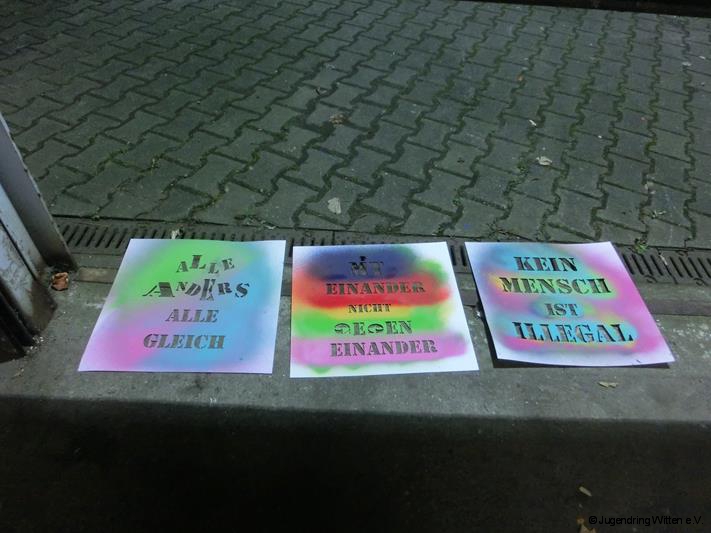 ALLE
ANDERS
ALLE
GLEICH
MIT
EINANDER
NICHT
GEGEN
EINANDER
KEIN
MENSCH
IST
ILLEGAL
©Jugendring Witten e.V.